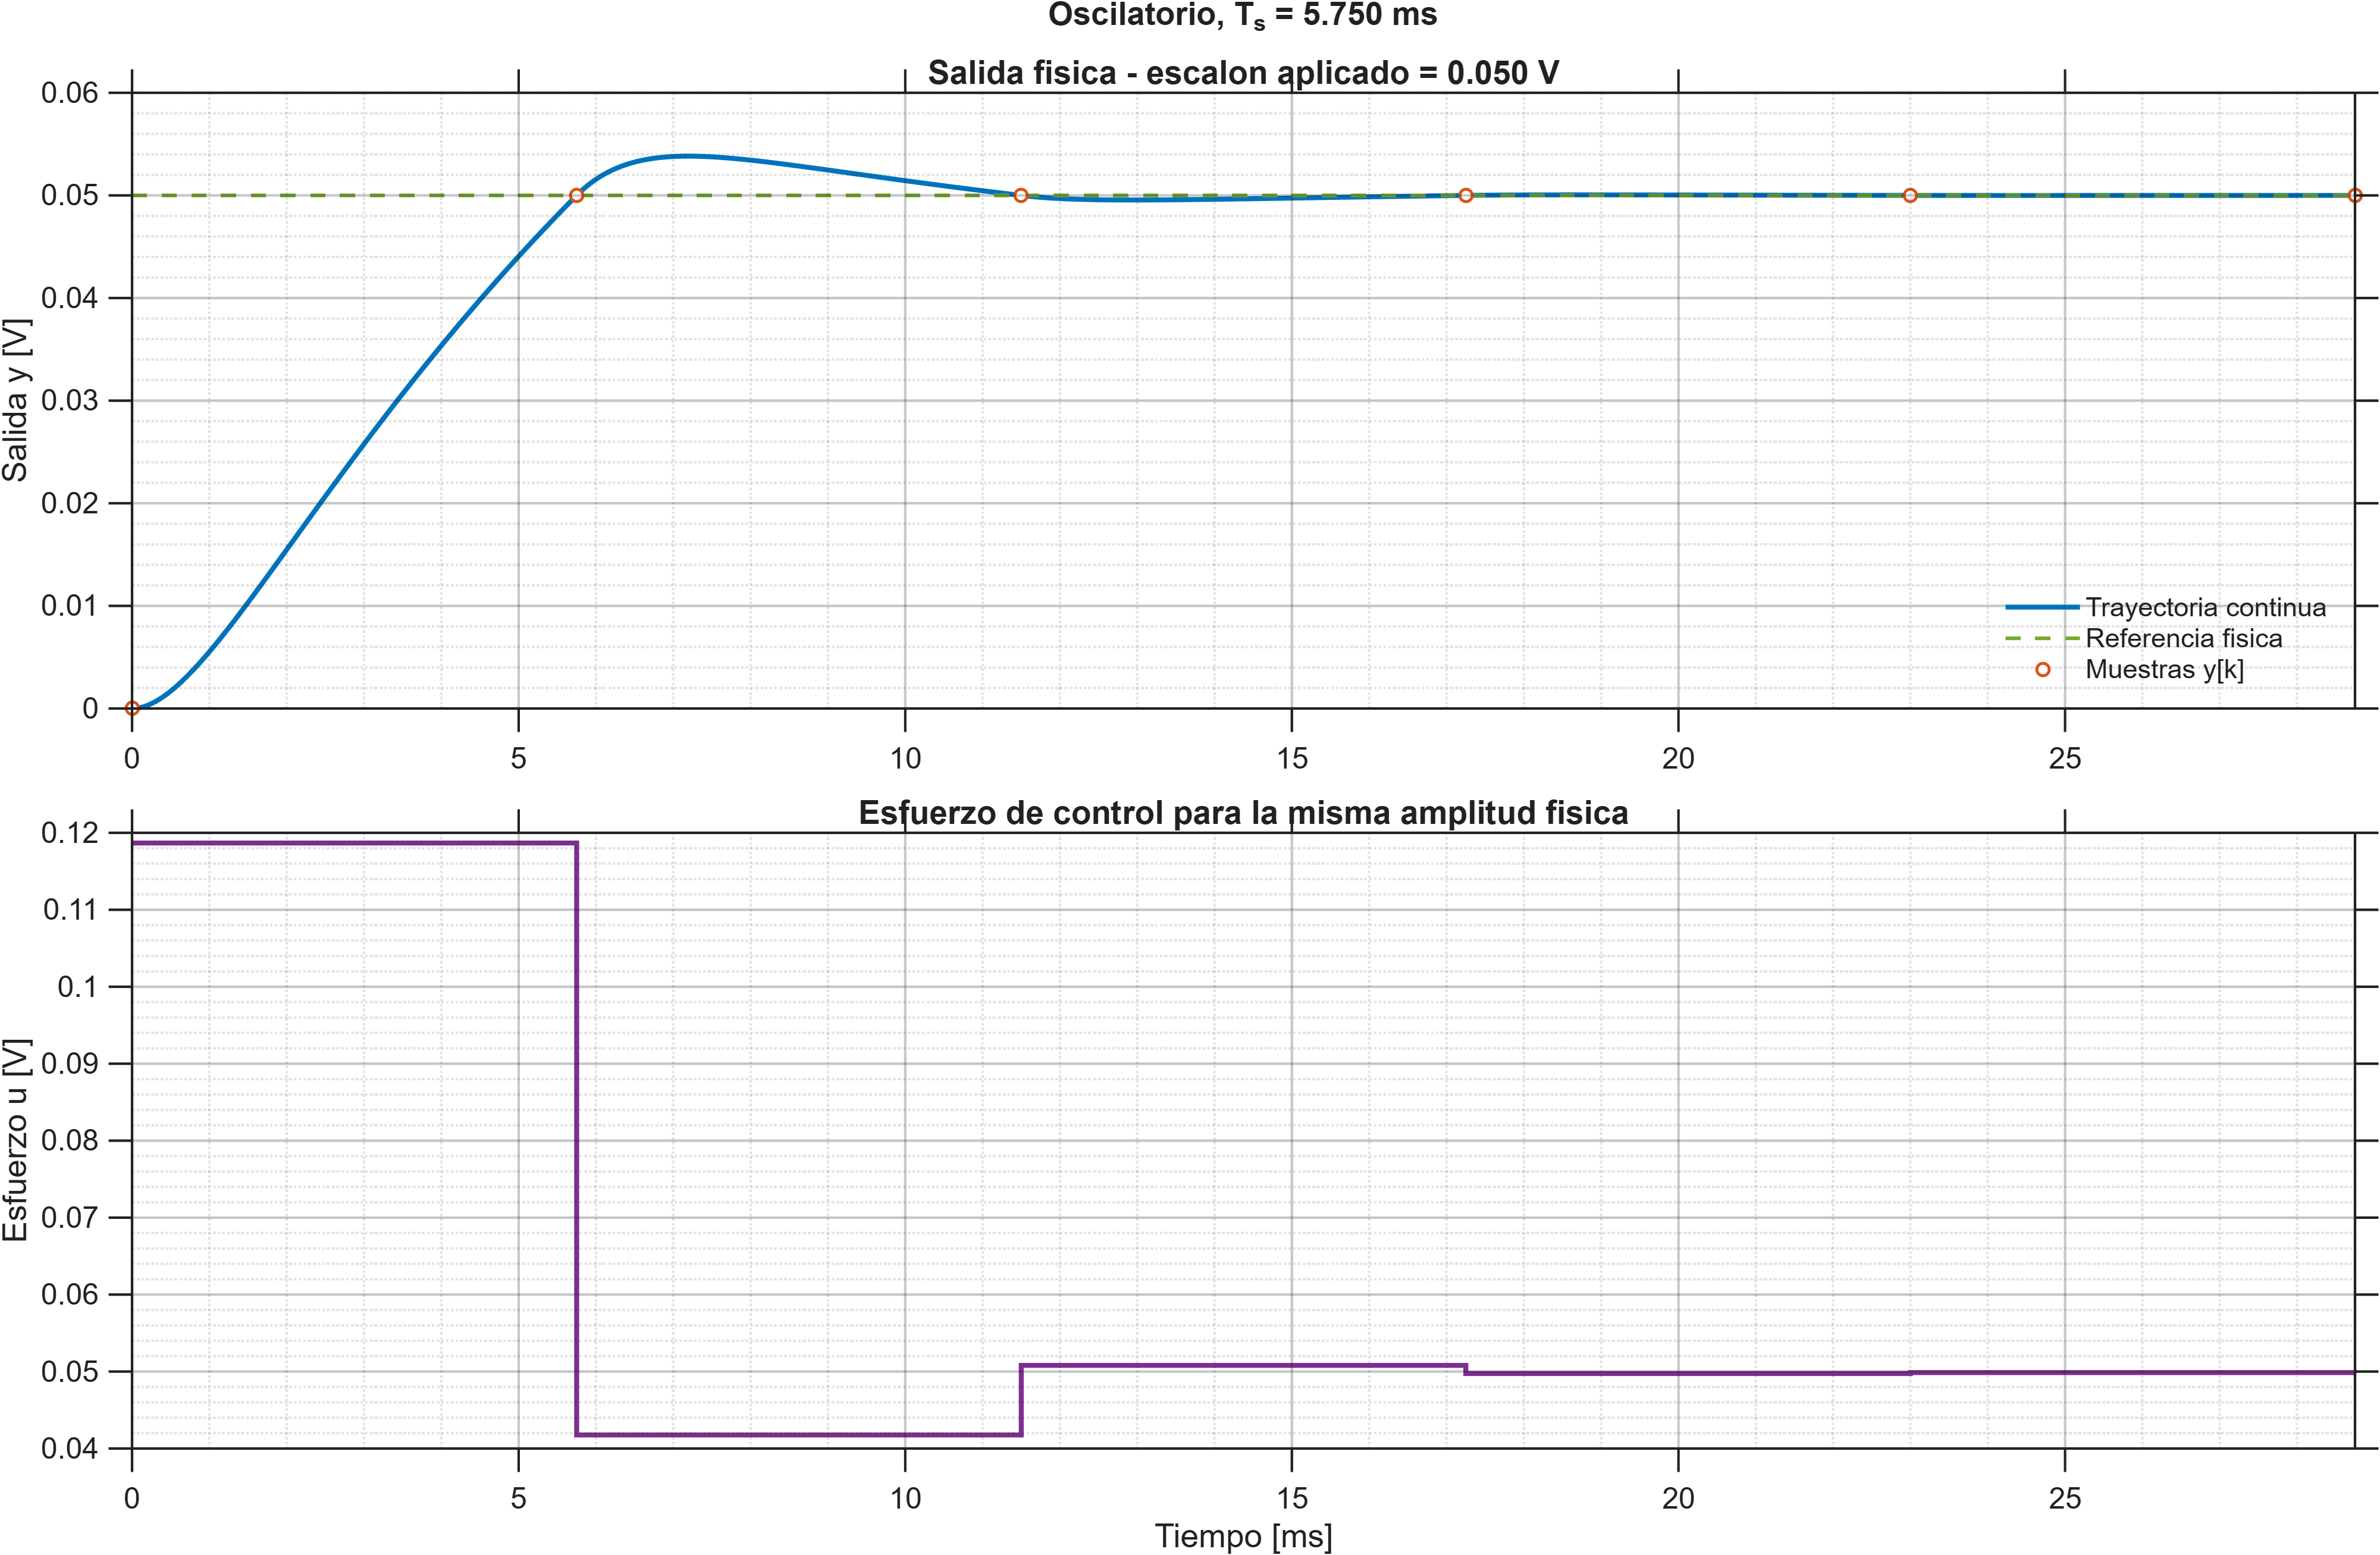 Oscilatorio, Ts = 5.750 ms
Salida fisica - escalon aplicado = 0.050 V
0.06
0.05
0.04
0.03
0.02
0.01
0
Salida y [V]
Trayectoria continua
Referencia fisica
Muestras y[k]
0 5 10 15 20 25
Esfuerzo de control para la misma amplitud fisica
0.12
0.11
0.1
0.09
0.08
0.07
0.06
0.05
0.04
Esfuerzo u [V]
0 5 10 15 20 25
Tiempo [ms]